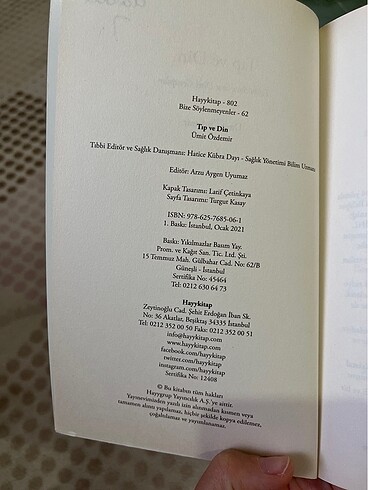 Hayykitap - 802
Bize Söylenmeyenler - 62
Tıp ve Din
Ümit Özdemir
Tıbbi Editör ve Sağlık Danışmanı: Hatice Kübra Dayı - Sağlık Yönetimi Bilim Uzmanı
Editör: Arzu Aygen Uyumaz
Kapak Tasarımı: Latif Çetinkaya
Sayfa Tasarımı: Turgut Kasay
ISBN: 978-625-7685-06-1
1. Baskı: İstanbul, Ocak 2021
Baskı: Yıkılmazlar Basım Yay.
Prom. ve Kağıt San. Tic. Ltd. Şti.
15 Temmuz Mah. Gülbahar Cad. No: 62/B
Güneşli - İstanbul
Sertifika No: 45464
Tel: 0212 630 64 73
Hayykitap
Zeytinoğlu Cad. Şehit Erdoğan İban Sk.
No: 36 Akatlar, Beşiktaş 34335 İstanbul
Tel: 0212 352 00 50 Faks: 0212 352 00 51
info@hayykitap.com
www.hayykitap.com
facebook.com/hayykitap
twitter.com/hayykitap
instagram.com/hayykitap
Sertifika No: 12408
© Bu kitabın tüm hakları
Hayygrup Yayıncılık A.Ş.'ye aittir.
Yayınevimizden yazılı izin alınmadan kısmen veya
tamamen alıntı yapılamaz, hiçbir şekilde kopya edilemez,
çoğaltılamaz ve yayımlanamaz.